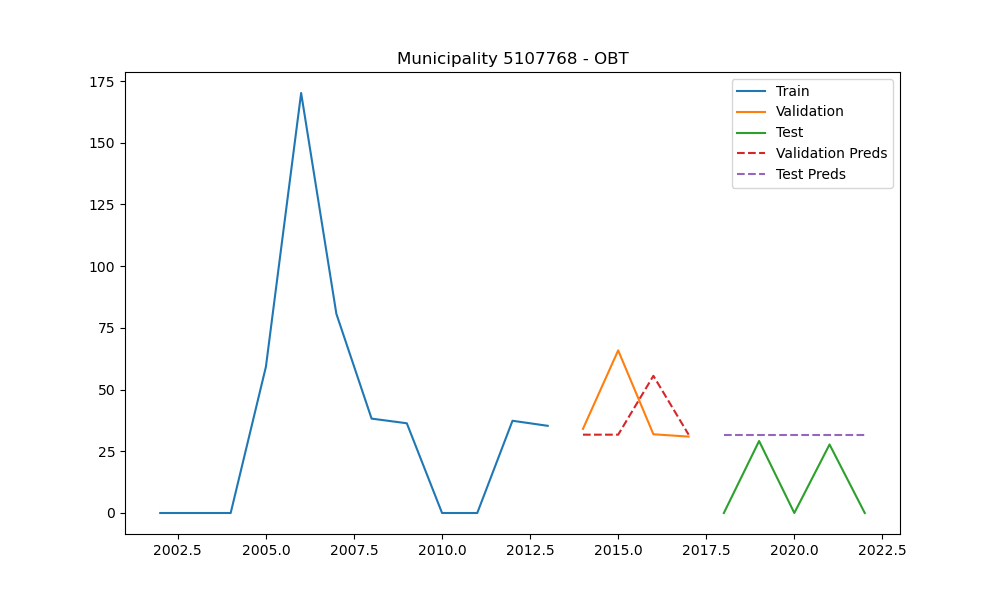 Municipality 5107768 - OBT
175
150
125
100
75
50
25
0
2002.5 2005.0 2007.5 2010.0 2012.5 2015.0 2017.5 2020.0 2022.5
Train
Validation
Test
Validation Preds
Test Preds